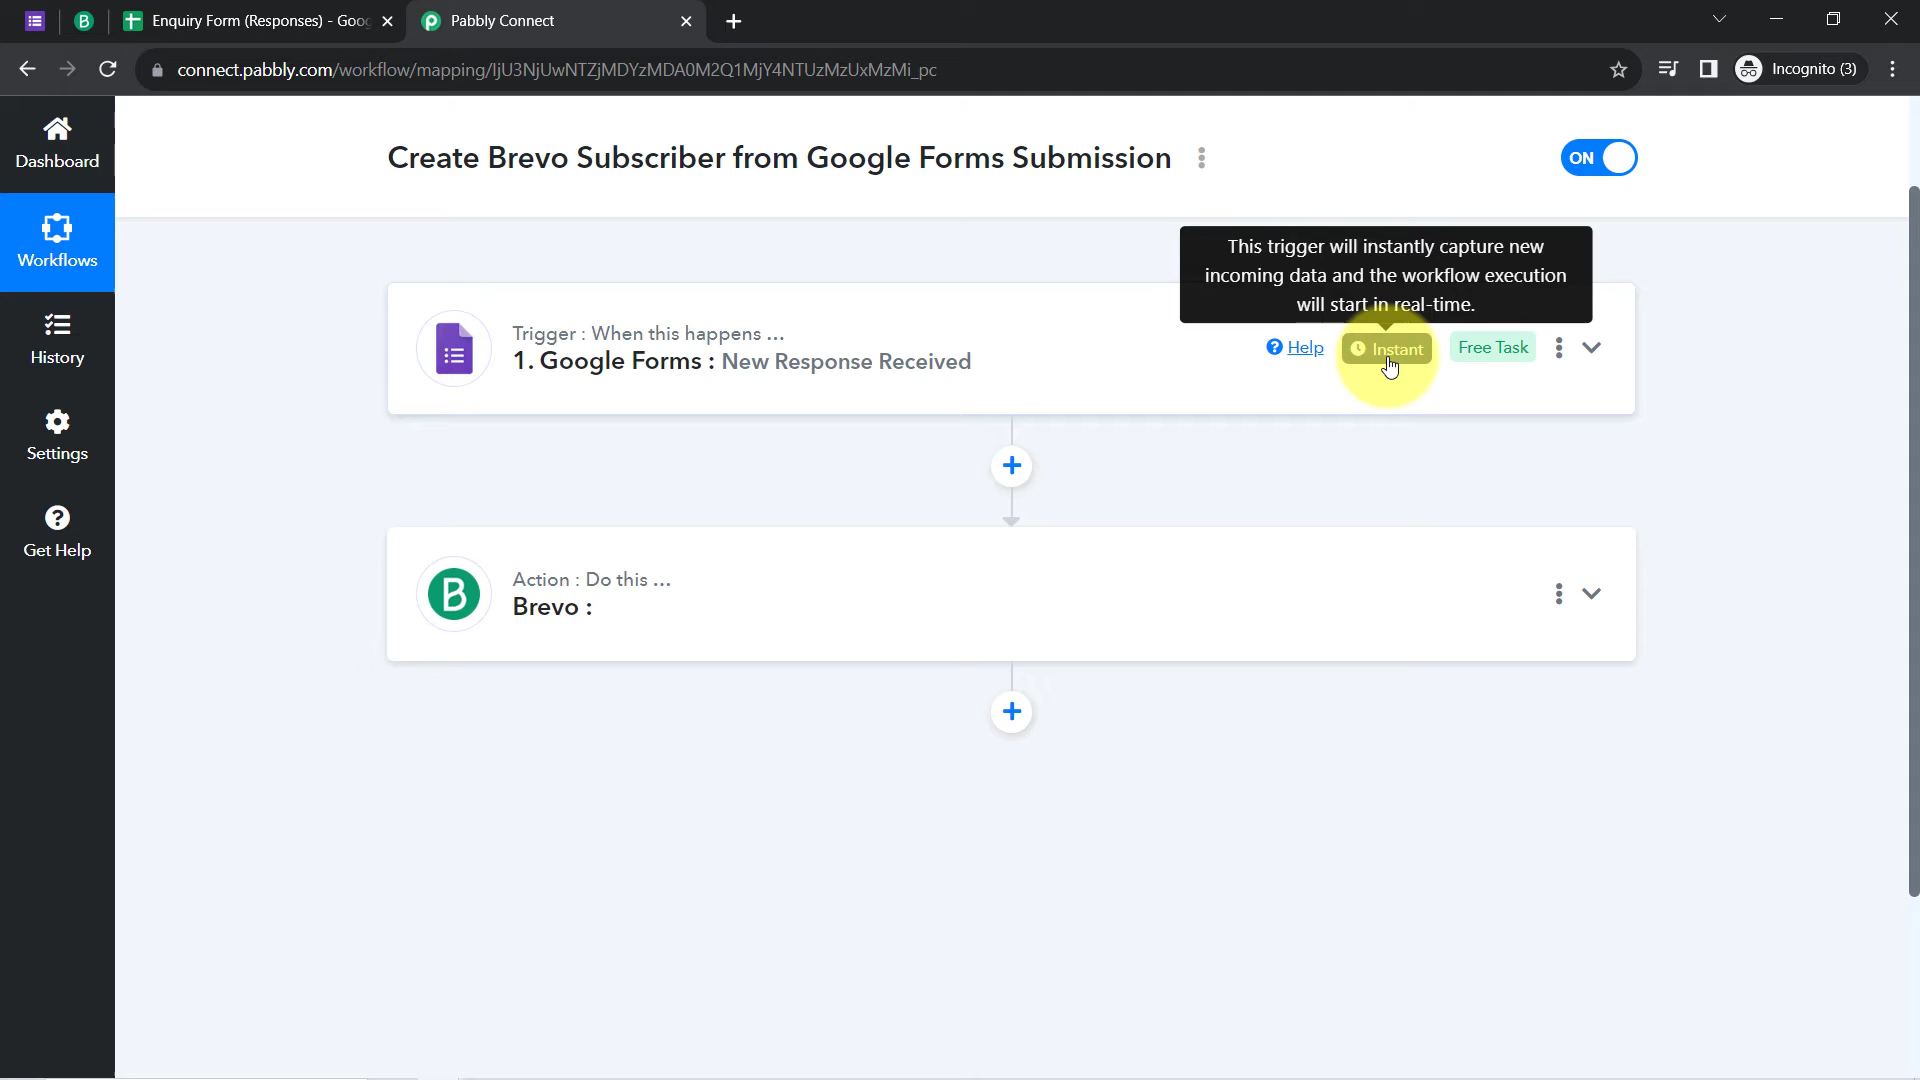 Enquiry Form (Responses) - Goo
Pabbly Connect
connect.pabbly.com/workflow/mapping/IjU3NjUwNTZjMDYzMDA0M2Q1MjY4NTUzMzUxMzMi_pc
Incognito (3)
Dashboard
Workflows
History
Settings
Get Help
Create Brevo Subscriber from Google Forms Submission
ON
This trigger will instantly capture new
incoming data and the workflow execution
will start in real-time.
Trigger : When this happens ...
1. Google Forms : New Response Received
Help
Instant
Free Task
Action : Do this ...
Brevo :